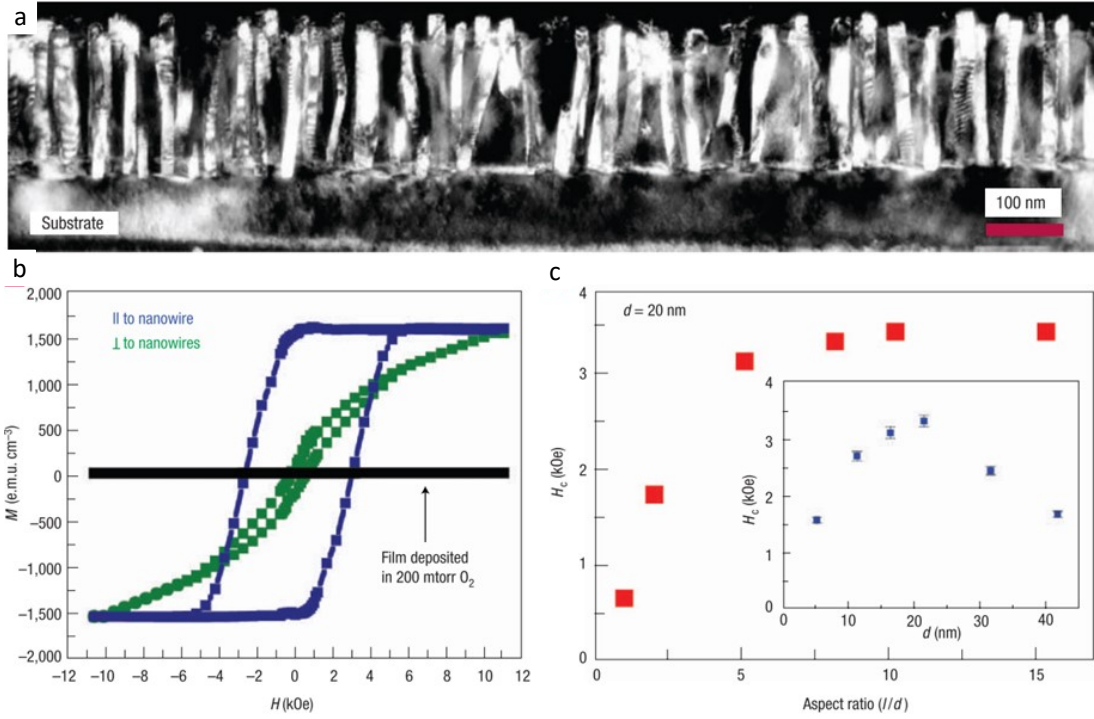 a
Substrate
100 nm
b
2,000
1,500
1,000
500
0
−500
−1,000
−1,500
−2,000
M (e.m.u. cm⁻³)
II to nanowire
⊥ to nanowires
Film deposited
in 200 mtorr O₂
−12 −10 −8 −6 −4 −2 0 2 4 6 8 10 12
H (kOe)
c
d = 20 nm
4
3
2
1
0
H꜀ (kOe)
0 5 10 15
Aspect ratio (l/d)
4
3
2
1
0
H꜀ (kOe)
0 10 20 30 40
d (nm)